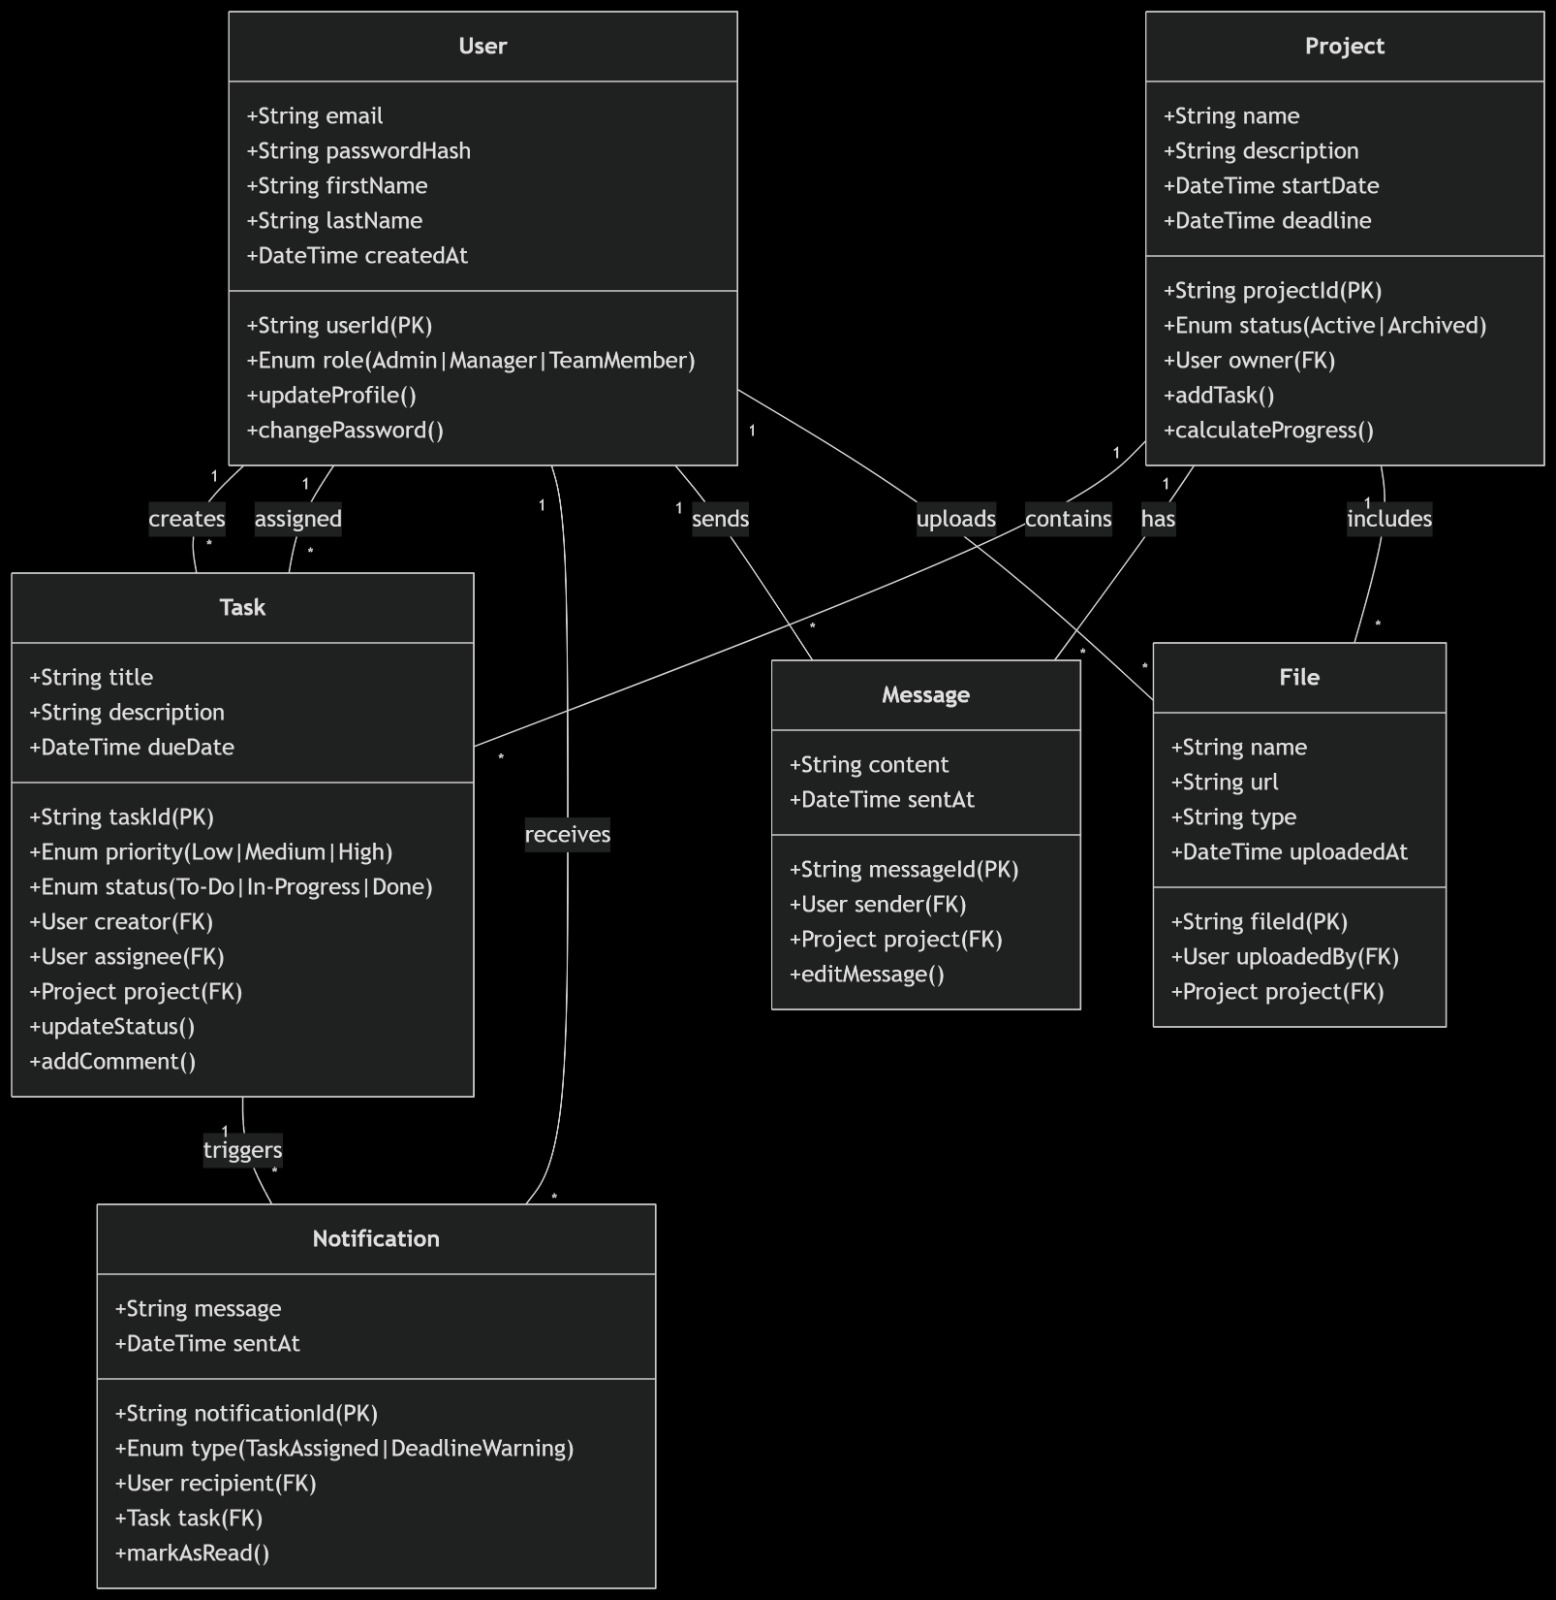 User
+String email
+String passwordHash
+String firstName
+String lastName
+DateTime createdAt
+String userId(PK)
+Enum role(Admin|Manager|TeamMember)
+updateProfile()
+changePassword()
Project
+String name
+String description
+DateTime startDate
+DateTime deadline
+String projectId(PK)
+Enum status(Active|Archived)
+User owner(FK)
+addTask()
+calculateProgress()
1
creates
*
1
assigned
*
1
receives
*
1
sends
*
1
uploads
*
1
contains
*
1
has
*
1
includes
*
Task
+String title
+String description
+DateTime dueDate
+String taskId(PK)
+Enum priority(Low|Medium|High)
+Enum status(To-Do|In-Progress|Done)
+User creator(FK)
+User assignee(FK)
+Project project(FK)
+updateStatus()
+addComment()
Message
+String content
+DateTime sentAt
+String messageId(PK)
+User sender(FK)
+Project project(FK)
+editMessage()
File
+String name
+String url
+String type
+DateTime uploadedAt
+String fileId(PK)
+User uploadedBy(FK)
+Project project(FK)
1
triggers
*
Notification
+String message
+DateTime sentAt
+String notificationId(PK)
+Enum type(TaskAssigned|DeadlineWarning)
+User recipient(FK)
+Task task(FK)
+markAsRead()